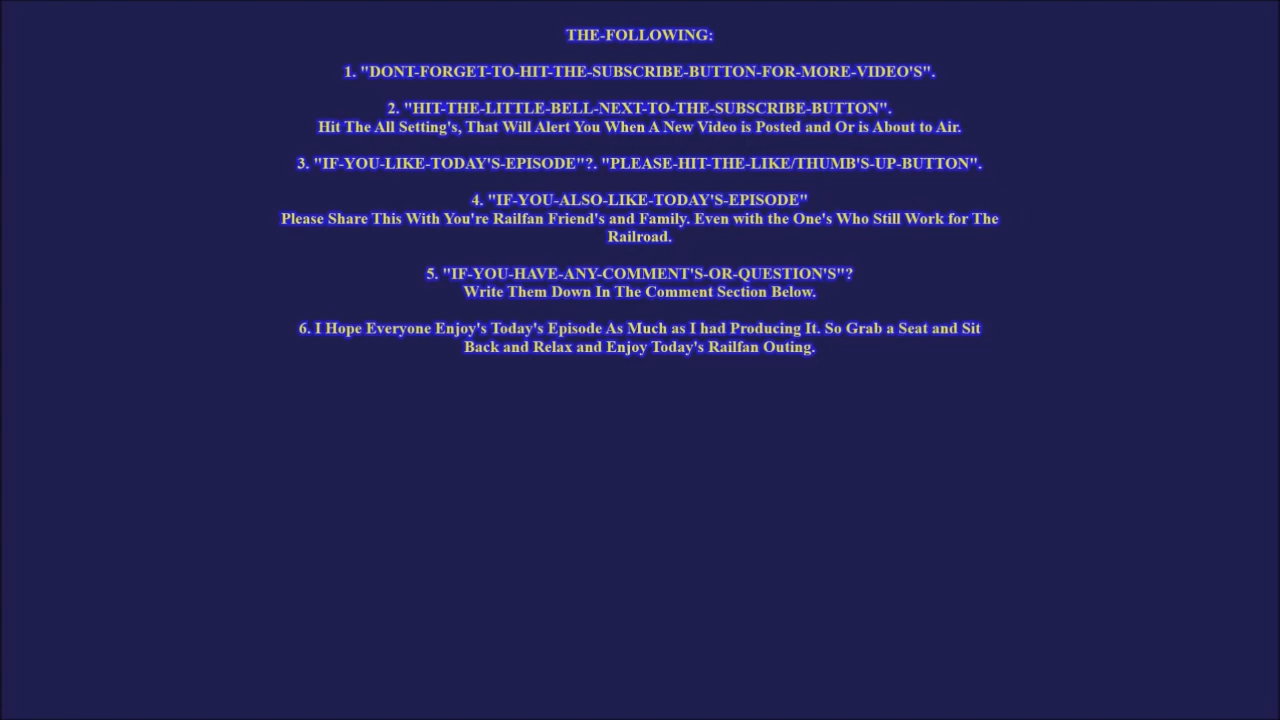 THE-FOLLOWING:
1. "DONT-FORGET-TO-HIT-THE-SUBSCRIBE-BUTTON-FOR-MORE-VIDEO'S".
2. "HIT-THE-LITTLE-BELL-NEXT-TO-THE-SUBSCRIBE-BUTTON".
Hit The All Setting's, That Will Alert You When A New Video is Posted and Or is About to Air.
3. "IF-YOU-LIKE-TODAY'S-EPISODE"?. "PLEASE-HIT-THE-LIKE/THUMB'S-UP-BUTTON".
4. "IF-YOU-ALSO-LIKE-TODAY'S-EPISODE"
Please Share This With You're Railfan Friend's and Family. Even with the One's Who Still Work for The
Railroad.
5. "IF-YOU-HAVE-ANY-COMMENT'S-OR-QUESTION'S"?
Write Them Down In The Comment Section Below.
6. I Hope Everyone Enjoy's Today's Episode As Much as I had Producing It. So Grab a Seat and Sit
Back and Relax and Enjoy Today's Railfan Outing.